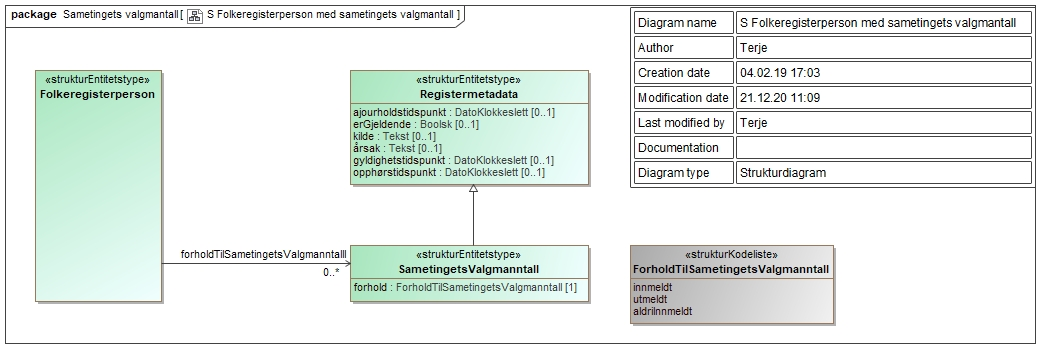 package Sametingets valgmantall [ S Folkeregisterperson med sametingets valgmantall ]
Diagram name S Folkeregisterperson med sametingets valgmantall
Author Terje
Creation date 04.02.19 17:03
Modification date 21.12.20 11:09
Last modified by Terje
Documentation
Diagram type Strukturdiagram
«strukturEntitetstype»
Folkeregisterperson
«strukturEntitetstype»
Registermetadata
ajourholdstidspunkt : DatoKlokkeslett [0..1]
erGjeldende : Boolsk [0..1]
kilde : Tekst [0..1]
årsak : Tekst [0..1]
gyldighetstidspunkt : DatoKlokkeslett [0..1]
opphørstidspunkt : DatoKlokkeslett [0..1]
forholdTilSametingetsValgmanntalll
0..*
«strukturEntitetstype»
SametingetsValgmanntall
forhold : ForholdTilSametingetsValgmanntall [1]
«strukturKodeliste»
ForholdTilSametingetsValgmanntall
innmeldt
utmeldt
aldriInnmeldt